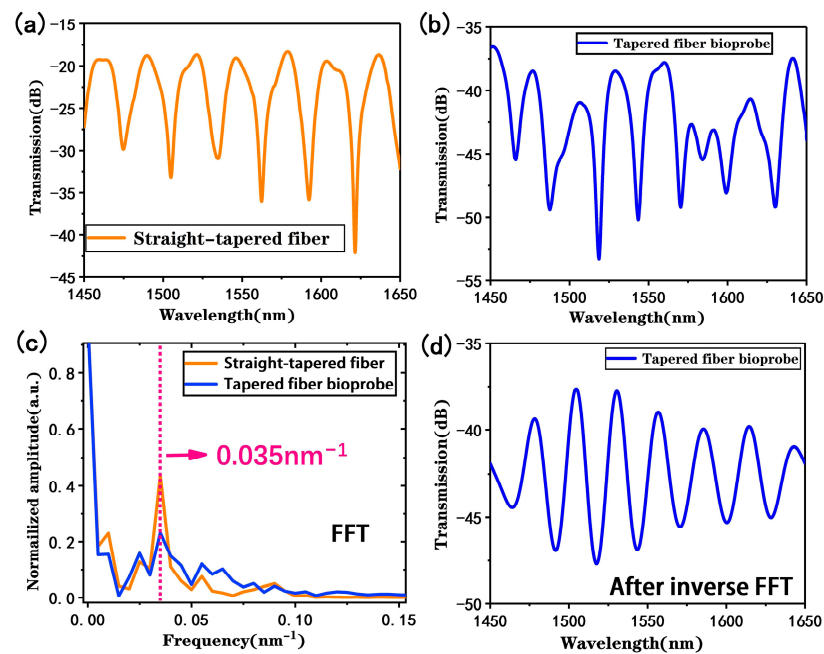 (a)
-15
-20
-25
-30
-35
-40
-45
Transmission(dB)
Straight-tapered fiber
1450 1500 1550 1600 1650
Wavelength(nm)
(b)
-35
-40
-45
-50
-55
Transmission(dB)
Tapered fiber bioprobe
1450 1500 1550 1600 1650
Wavelength(nm)
(c)
0.8
0.6
0.4
0.2
0.0
Normailized amplitude(a.u.)
Straight-tapered fiber
Tapered fiber bioprobe
0.035nm⁻¹
FFT
0.00 0.05 0.10 0.15
Frequency(nm⁻¹)
(d)
-35
-40
-45
-50
Transmission(dB)
Tapered fiber bioprobe
After inverse FFT
1450 1500 1550 1600 1650
Wavelength(nm)